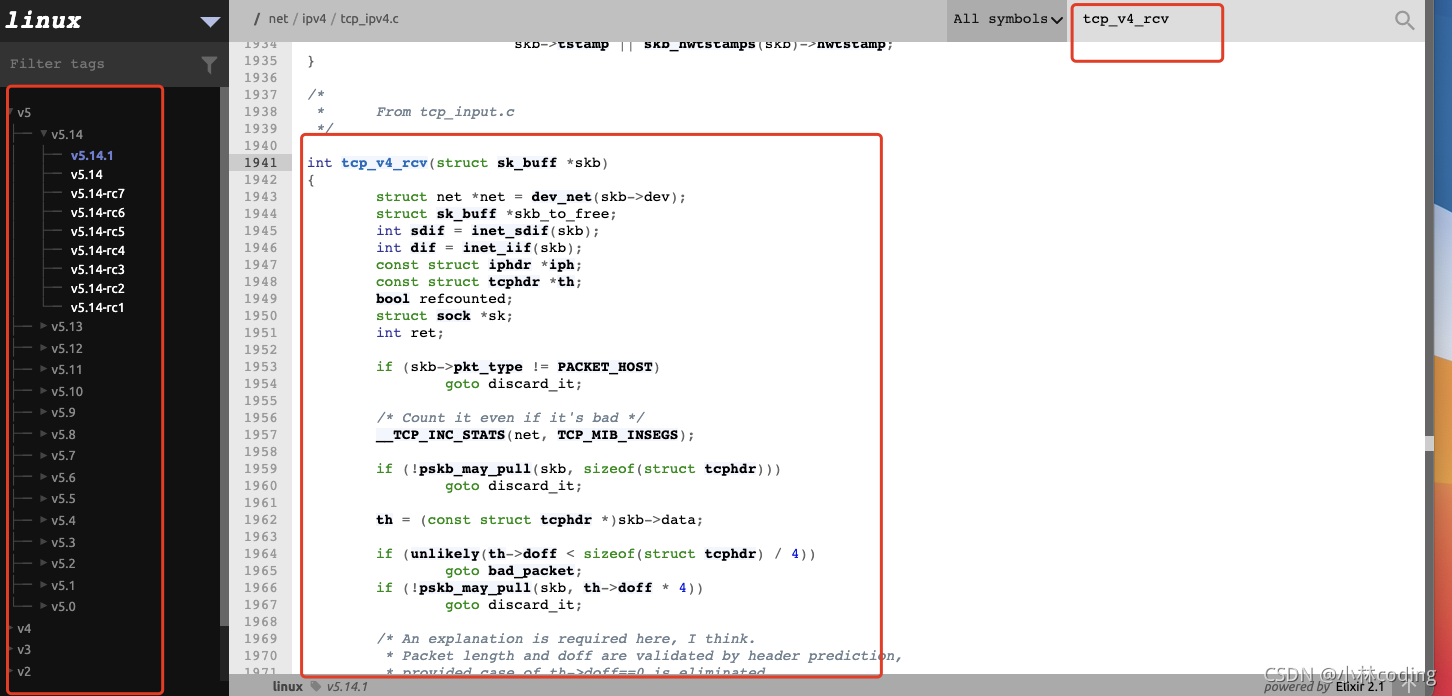 linux
/ net / ipv4 / tcp_ipv4.c
All symbols
tcp_v4_rcv
Filter tags
v5
v5.14
v5.14.1
v5.14
v5.14-rc7
v5.14-rc6
v5.14-rc5
v5.14-rc4
v5.14-rc3
v5.14-rc2
v5.14-rc1
v5.13
v5.12
v5.11
v5.10
v5.9
v5.8
v5.7
v5.6
v5.5
v5.4
v5.3
v5.2
v5.1
v5.0
v4
v3
v2
1934 skb->tstamp || skb_hwtstamps(skb)->hwtstamp;
1935 }
1936
1937 /*
1938 * From tcp_input.c
1939 */
1940
1941 int tcp_v4_rcv(struct sk_buff *skb)
1942 {
1943 struct net *net = dev_net(skb->dev);
1944 struct sk_buff *skb_to_free;
1945 int sdif = inet_sdif(skb);
1946 int dif = inet_iif(skb);
1947 const struct iphdr *iph;
1948 const struct tcphdr *th;
1949 bool refcounted;
1950 struct sock *sk;
1951 int ret;
1952
1953 if (skb->pkt_type != PACKET_HOST)
1954 goto discard_it;
1955
1956 /* Count it even if it's bad */
1957 __TCP_INC_STATS(net, TCP_MIB_INSEGS);
1958
1959 if (!pskb_may_pull(skb, sizeof(struct tcphdr)))
1960 goto discard_it;
1961
1962 th = (const struct tcphdr *)skb->data;
1963
1964 if (unlikely(th->doff < sizeof(struct tcphdr) / 4))
1965 goto bad_packet;
1966 if (!pskb_may_pull(skb, th->doff * 4))
1967 goto discard_it;
1968
1969 /* An explanation is required here, I think.
1970 * Packet length and doff are validated by header prediction,
1971 * provided case of th->doff==0 is eliminated.
linux v5.14.1
powered by Elixir 2.1
CSDN @小林coding